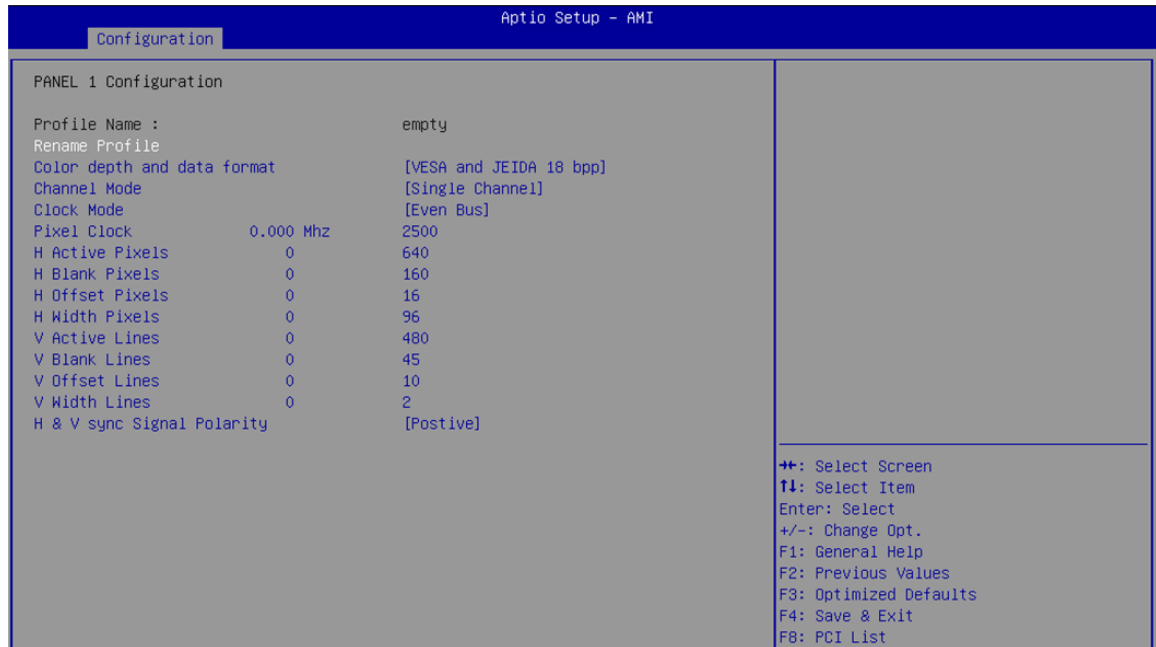 Aptio Setup – AMI
Configuration
PANEL 1 Configuration
Profile Name : empty
Rename Profile
Color depth and data format [VESA and JEIDA 18 bpp]
Channel Mode [Single Channel]
Clock Mode [Even Bus]
Pixel Clock 0.000 Mhz 2500
H Active Pixels 0 640
H Blank Pixels 0 160
H Offset Pixels 0 16
H Width Pixels 0 96
V Active Lines 0 480
V Blank Lines 0 45
V Offset Lines 0 10
V Width Lines 0 2
H & V sync Signal Polarity [Postive]
→←: Select Screen
↑↓: Select Item
Enter: Select
+/-: Change Opt.
F1: General Help
F2: Previous Values
F3: Optimized Defaults
F4: Save & Exit
F8: PCI List